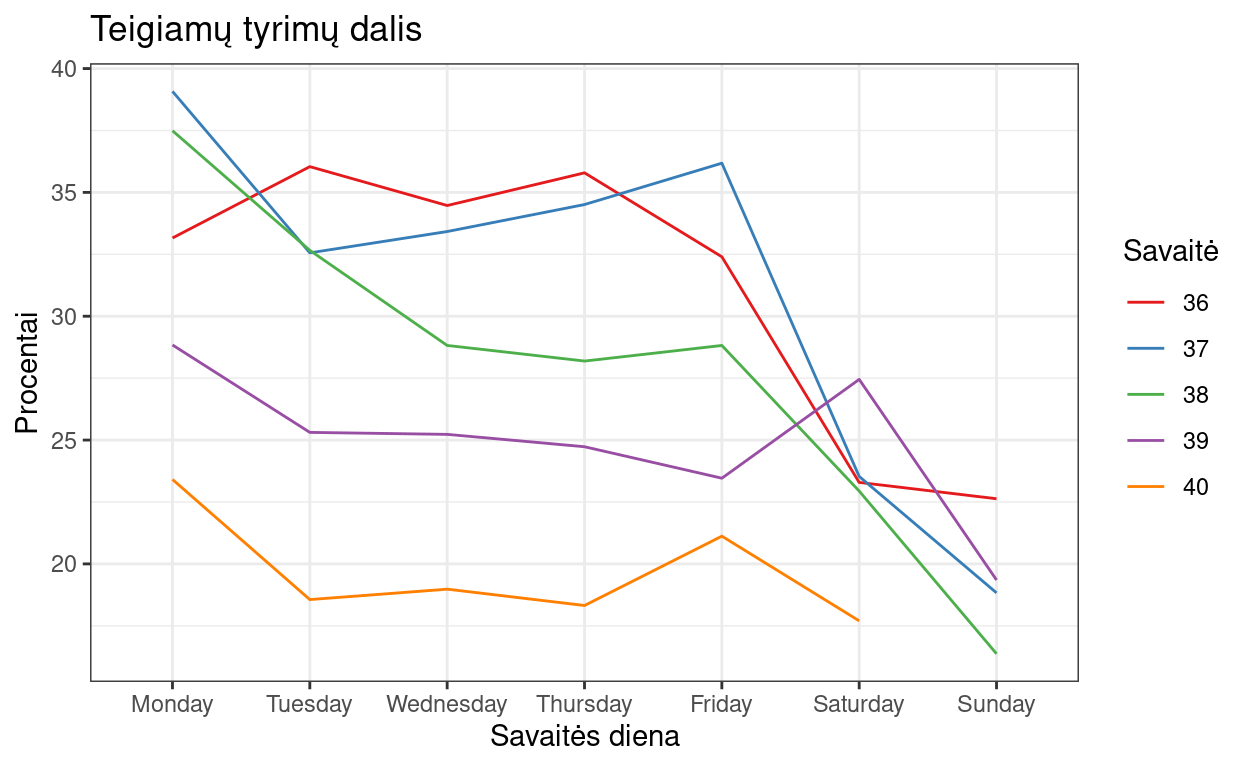 Teigiamų tyrimų dalis
40
35
30
25
20
Procentai
Monday Tuesday Wednesday Thursday Friday Saturday Sunday
Savaitės diena
Savaitė
36
37
38
39
40